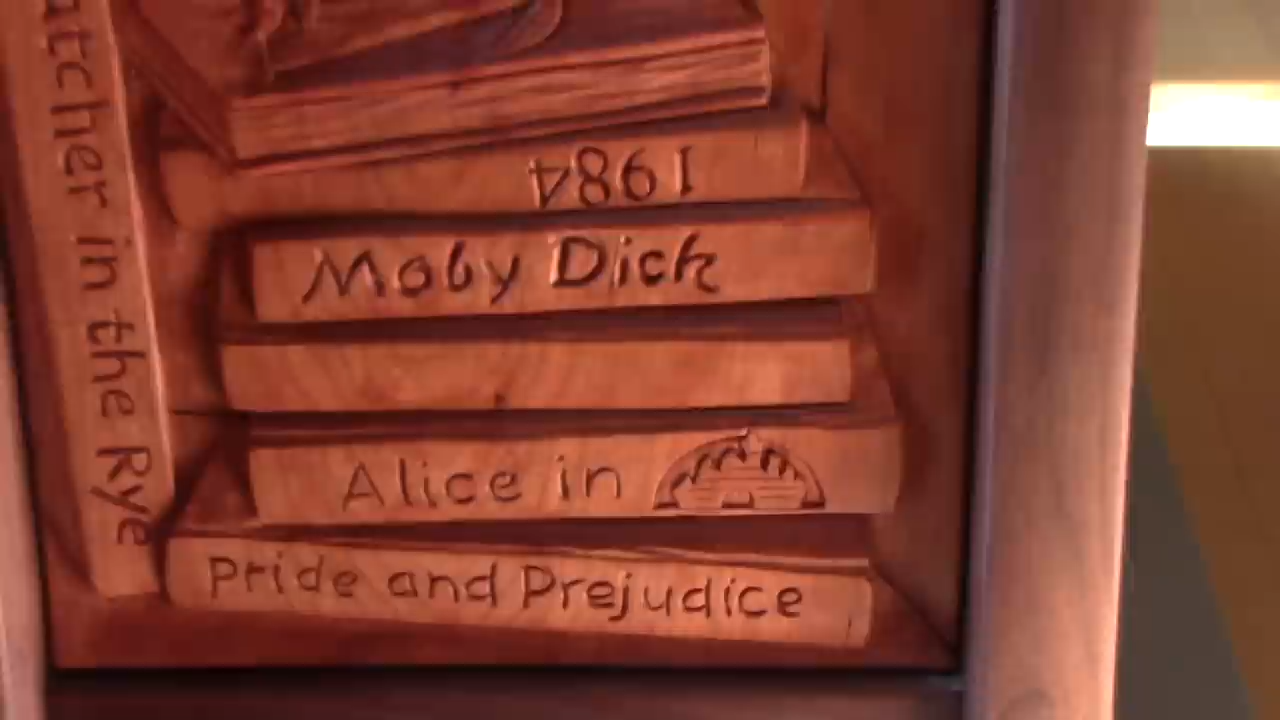 atcher in the Rye
1984
Moby Dick
Alice in
Pride and Prejudice